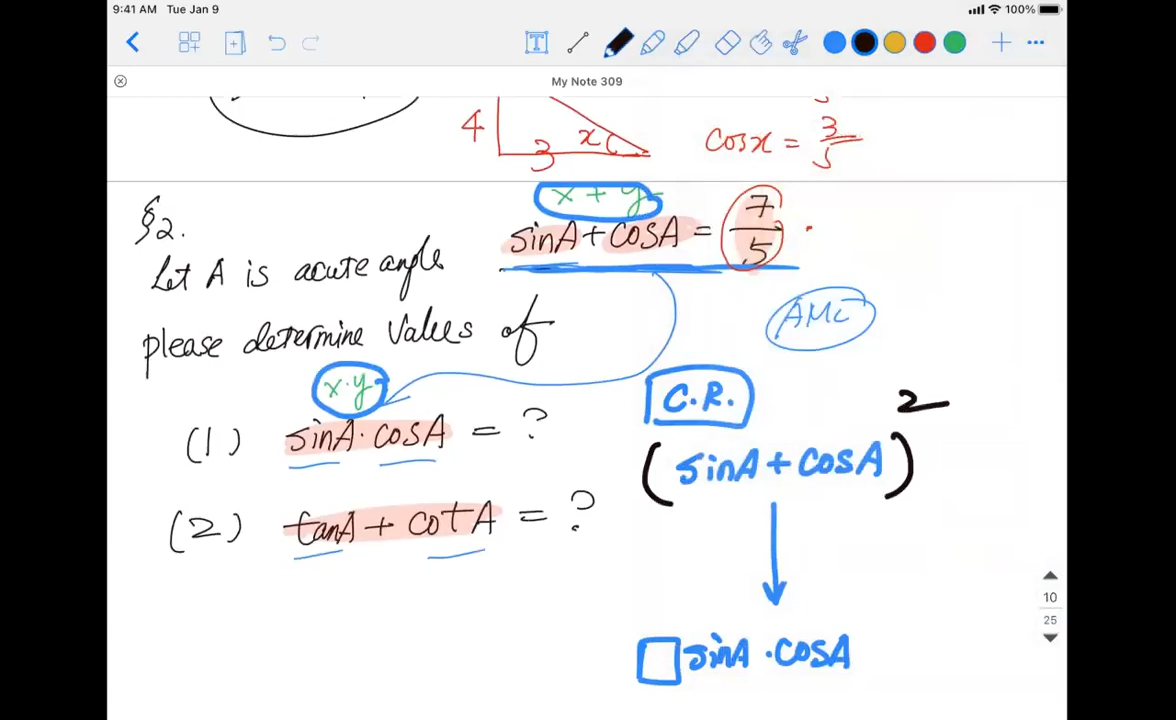 9:41 AM Tue Jan 9
100%
My Note 309
4
3
x
cosx = 3/5
§2.
x + y
sinA + cosA = 7/5
Let A is acute angle
please determine Values of
AMC
x·y
C.R.
(1) sinA·cosA = ?
(sinA + cosA)²
(2) tanA + cotA = ?
10
25
□ sinA·cosA